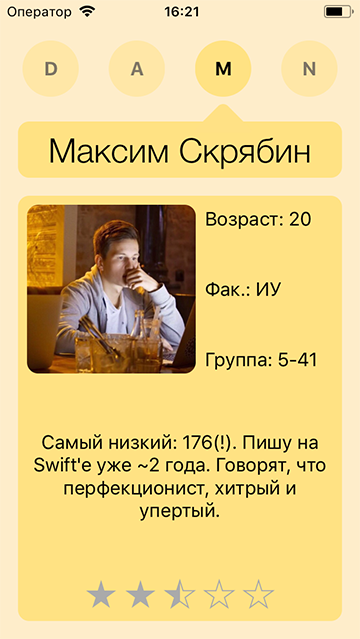 Оператор 16:21
D A M N
Максим Скрябин
Возраст: 20
Фак.: ИУ
Группа: 5-41
Самый низкий: 176(!). Пишу на
Swift'e уже ~2 года. Говорят, что
перфекционист, хитрый и
упертый.